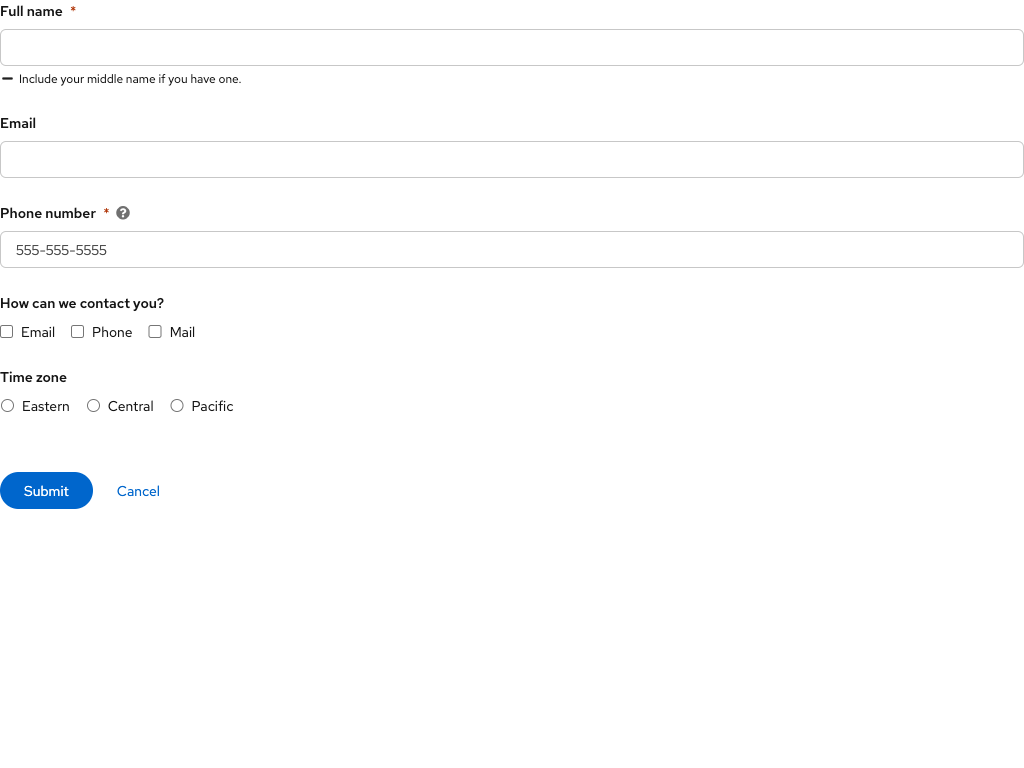 Full name *
Include your middle name if you have one.
Email
Phone number *
555-555-5555
How can we contact you?
Email Phone Mail
Time zone
Eastern Central Pacific
Submit Cancel